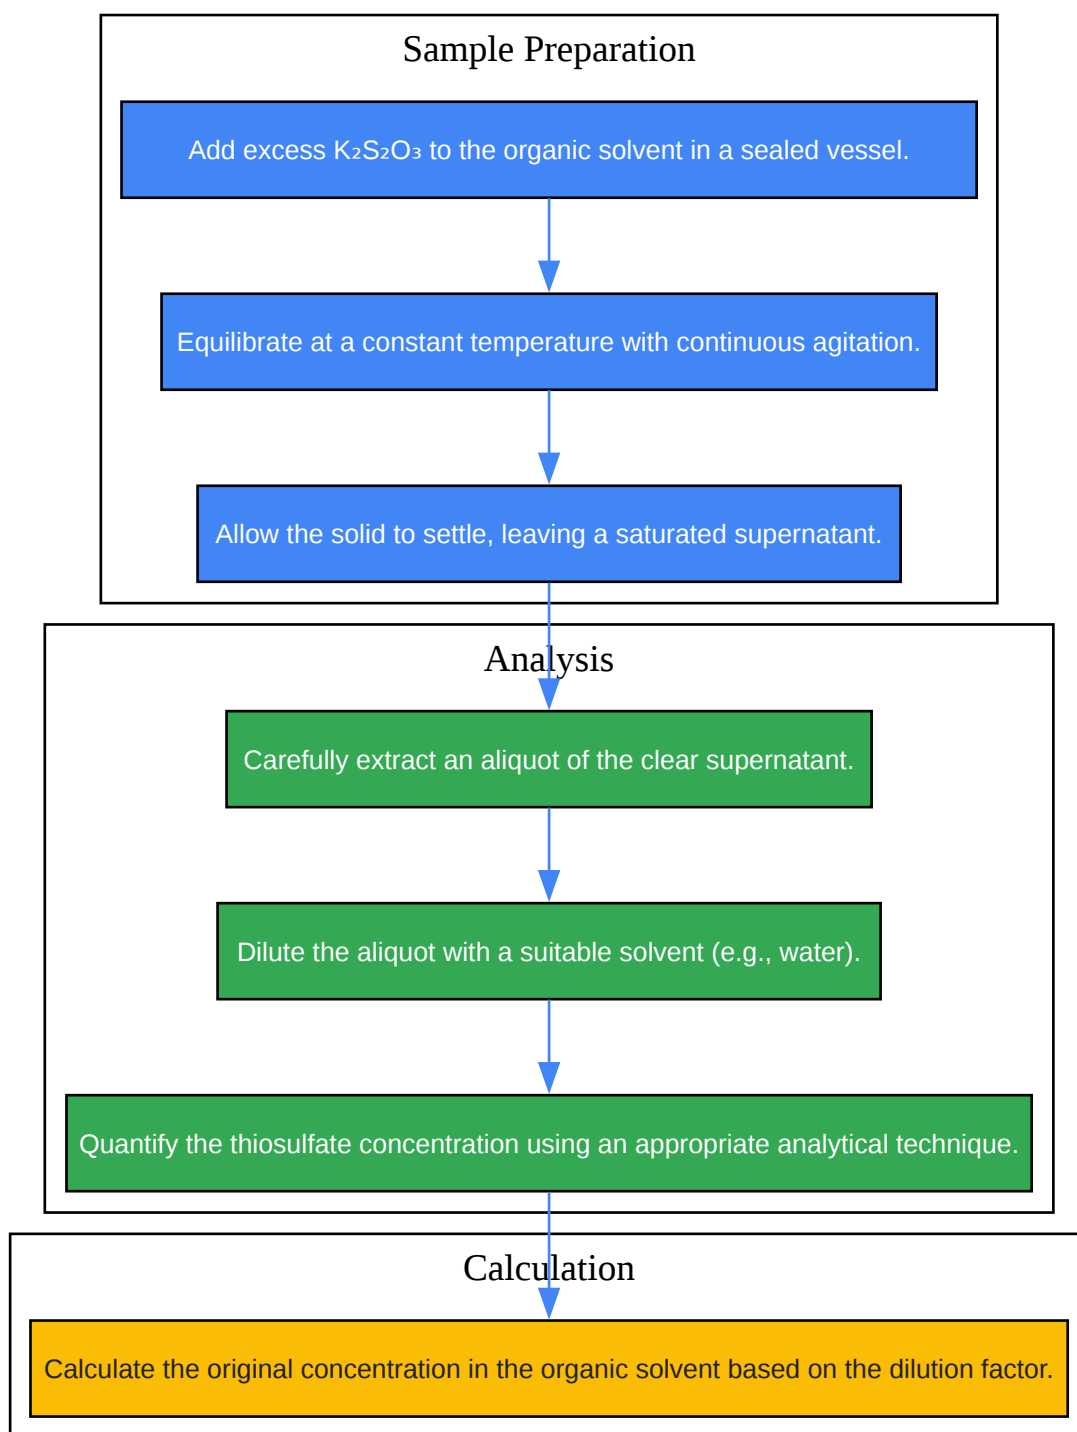 Sample Preparation
Add excess K₂S₂O₃ to the organic solvent in a sealed vessel.
Equilibrate at a constant temperature with continuous agitation.
Allow the solid to settle, leaving a saturated supernatant.
Analysis
Carefully extract an aliquot of the clear supernatant.
Dilute the aliquot with a suitable solvent (e.g., water).
Quantify the thiosulfate concentration using an appropriate analytical technique.
Calculation
Calculate the original concentration in the organic solvent based on the dilution factor.